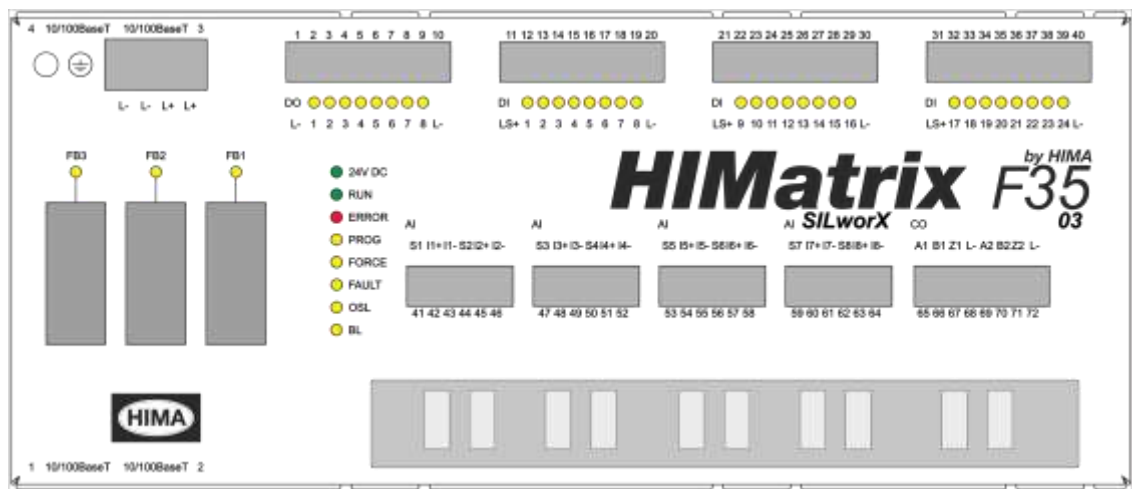 4 10/100BaseT 10/100BaseT 3
1 2 3 4 5 6 7 8 9 10
11 12 13 14 15 16 17 18 19 20
21 22 23 24 25 26 27 28 29 30
31 32 33 34 35 36 37 38 39 40
L- L- L+ L+
DO
L- 1 2 3 4 5 6 7 8 L-
DI
LS+ 1 2 3 4 5 6 7 8 L-
DI
LS+ 9 10 11 12 13 14 15 16 L-
DI
LS+ 17 18 19 20 21 22 23 24 L-
FB3 FB2 FB1
24V DC
RUN
ERROR
PROG
FORCE
FAULT
OSL
BL
by HIMA
HIMatrix F35
SILworX 03
AI
S1 I1+ I1- S2 I2+ I2-
41 42 43 44 45 46
AI
S3 I3+ I3- S4 I4+ I4-
47 48 49 50 51 52
AI
S5 I5+ I5- S6 I6+ I6-
53 54 55 56 57 58
AI
S7 I7+ I7- S8 I8+ I8-
59 60 61 62 63 64
CO
A1 B1 Z1 L- A2 B2 Z2 L-
65 66 67 68 69 70 71 72
HIMA
1 10/100BaseT 10/100BaseT 2